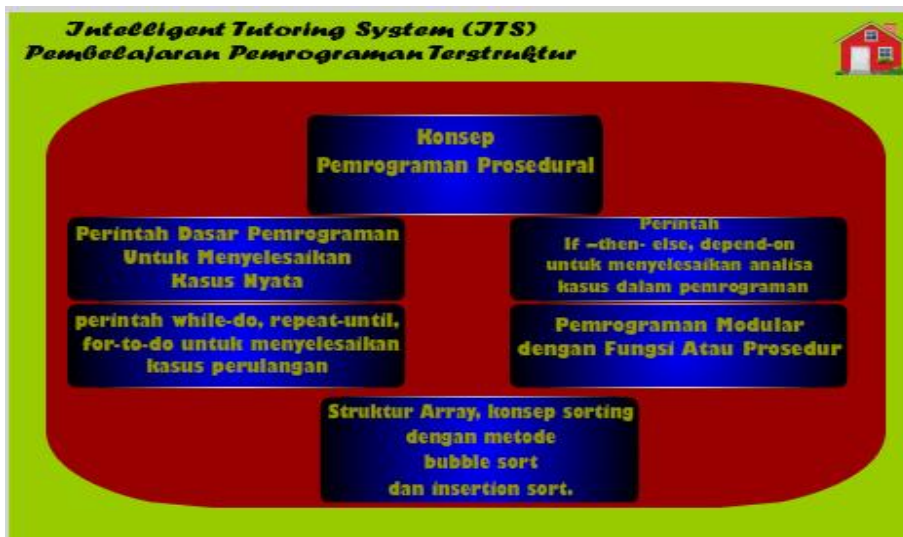 Intelligent Tutoring System (ITS)
Pembelajaran Pemrograman Terstruktur
Konsep
Pemrograman Prosedural
Perintah Dasar Pemrograman
Untuk Menyelesaikan
Kasus Nyata
Perintah
If –then- else, depend-on
untuk menyelesaikan analisa
kasus dalam pemrograman
perintah while-do, repeat-until,
for-to-do untuk menyelesaikan
kasus perulangan
Pemrograman Modular
dengan Fungsi Atau Prosedur
Struktur Array, konsep sorting
dengan metode
bubble sort
dan insertion sort.